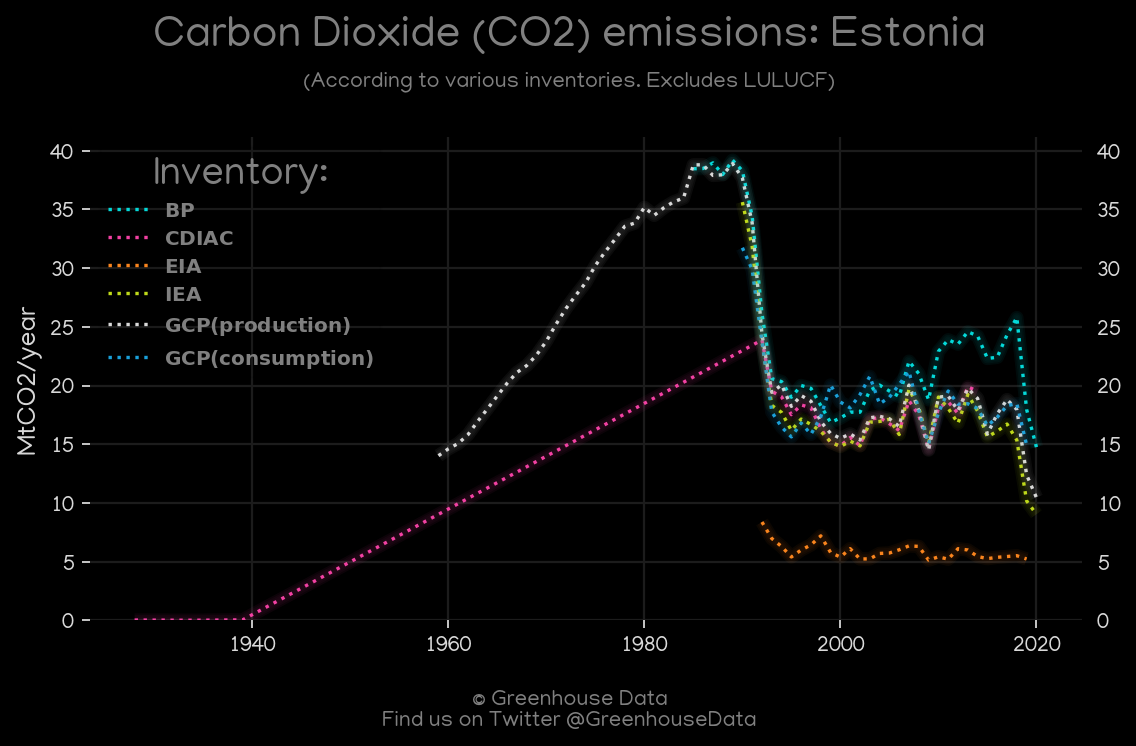 Carbon Dioxide (CO2) emissions: Estonia
(According to various inventories. Excludes LULUCF)
Inventory:
BP
CDIAC
EIA
IEA
GCP(production)
GCP(consumption)
MtCO2/year
40
35
30
25
20
15
10
5
0
40
35
30
25
20
15
10
5
0
1940
1960
1980
2000
2020
© Greenhouse Data
Find us on Twitter @GreenhouseData